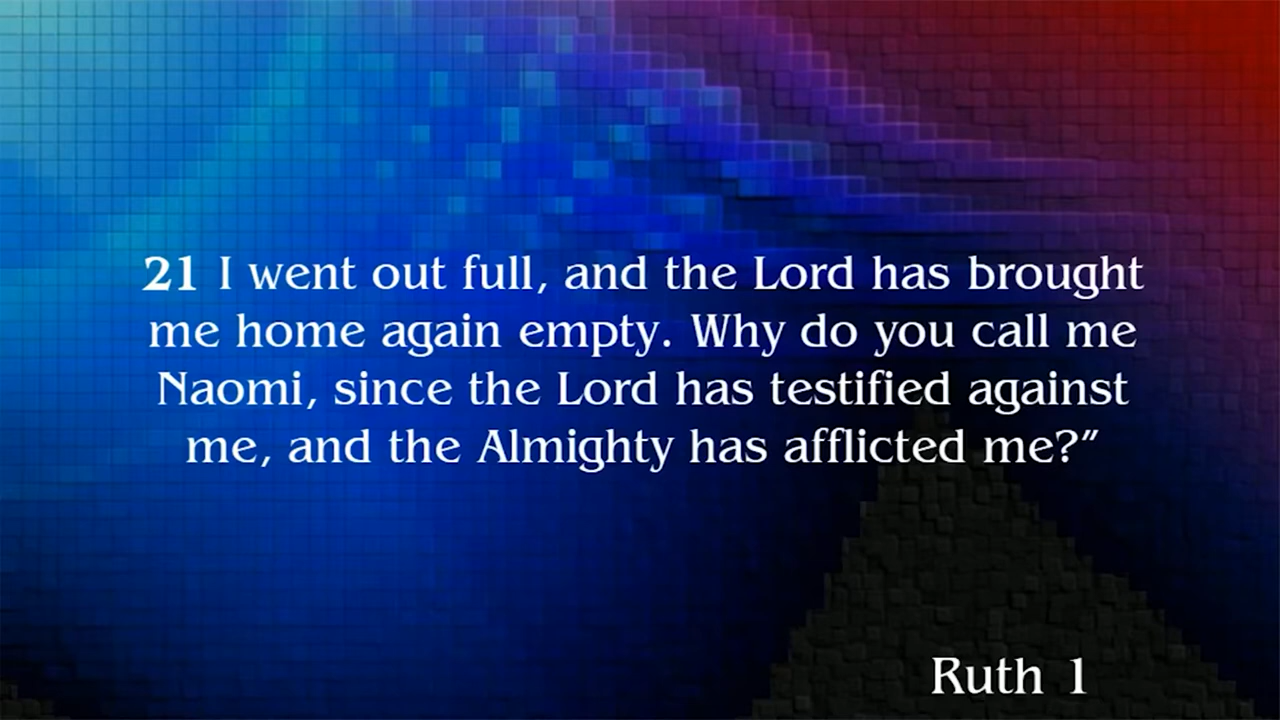 21 I went out full, and the Lord has brought
me home again empty. Why do you call me
Naomi, since the Lord has testified against
me, and the Almighty has afflicted me?”
Ruth 1